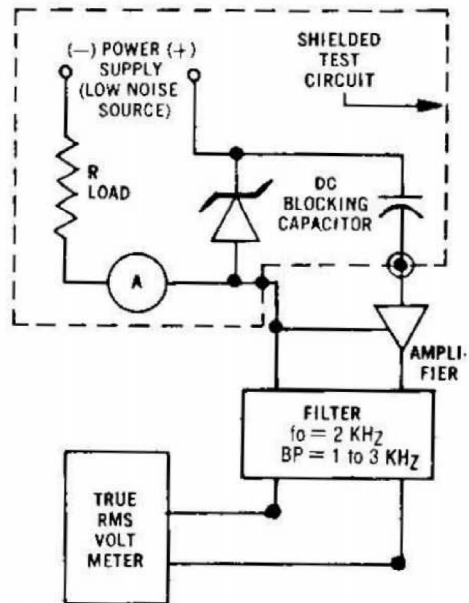 (—) POWER (+)
SUPPLY
(LOW NOISE
SOURCE)
SHIELDED
TEST
CIRCUIT
R
LOAD
DC
BLOCKING
CAPACITOR
A
AMPLI-
FIER
FILTER
fo = 2 KHZ
BP = 1 to 3 KHZ
TRUE
RMS
VOLT
METER